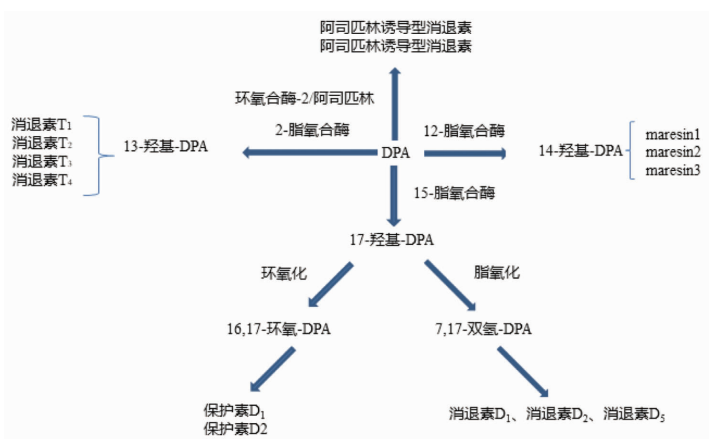 阿司匹林诱导型消退素
阿司匹林诱导型消退素
环氧合酶-2/阿司匹林
2-脂氧合酶
12-脂氧合酶
消退素T1
消退素T2
消退素T3
消退素T4
13-羟基-DPA
DPA
14-羟基-DPA
maresin1
maresin2
maresin3
15-脂氧合酶
17-羟基-DPA
环氧化
脂氧化
16,17-环氧-DPA
7,17-双氢-DPA
保护素D1
保护素D2
消退素D1、消退素D2、消退素D5